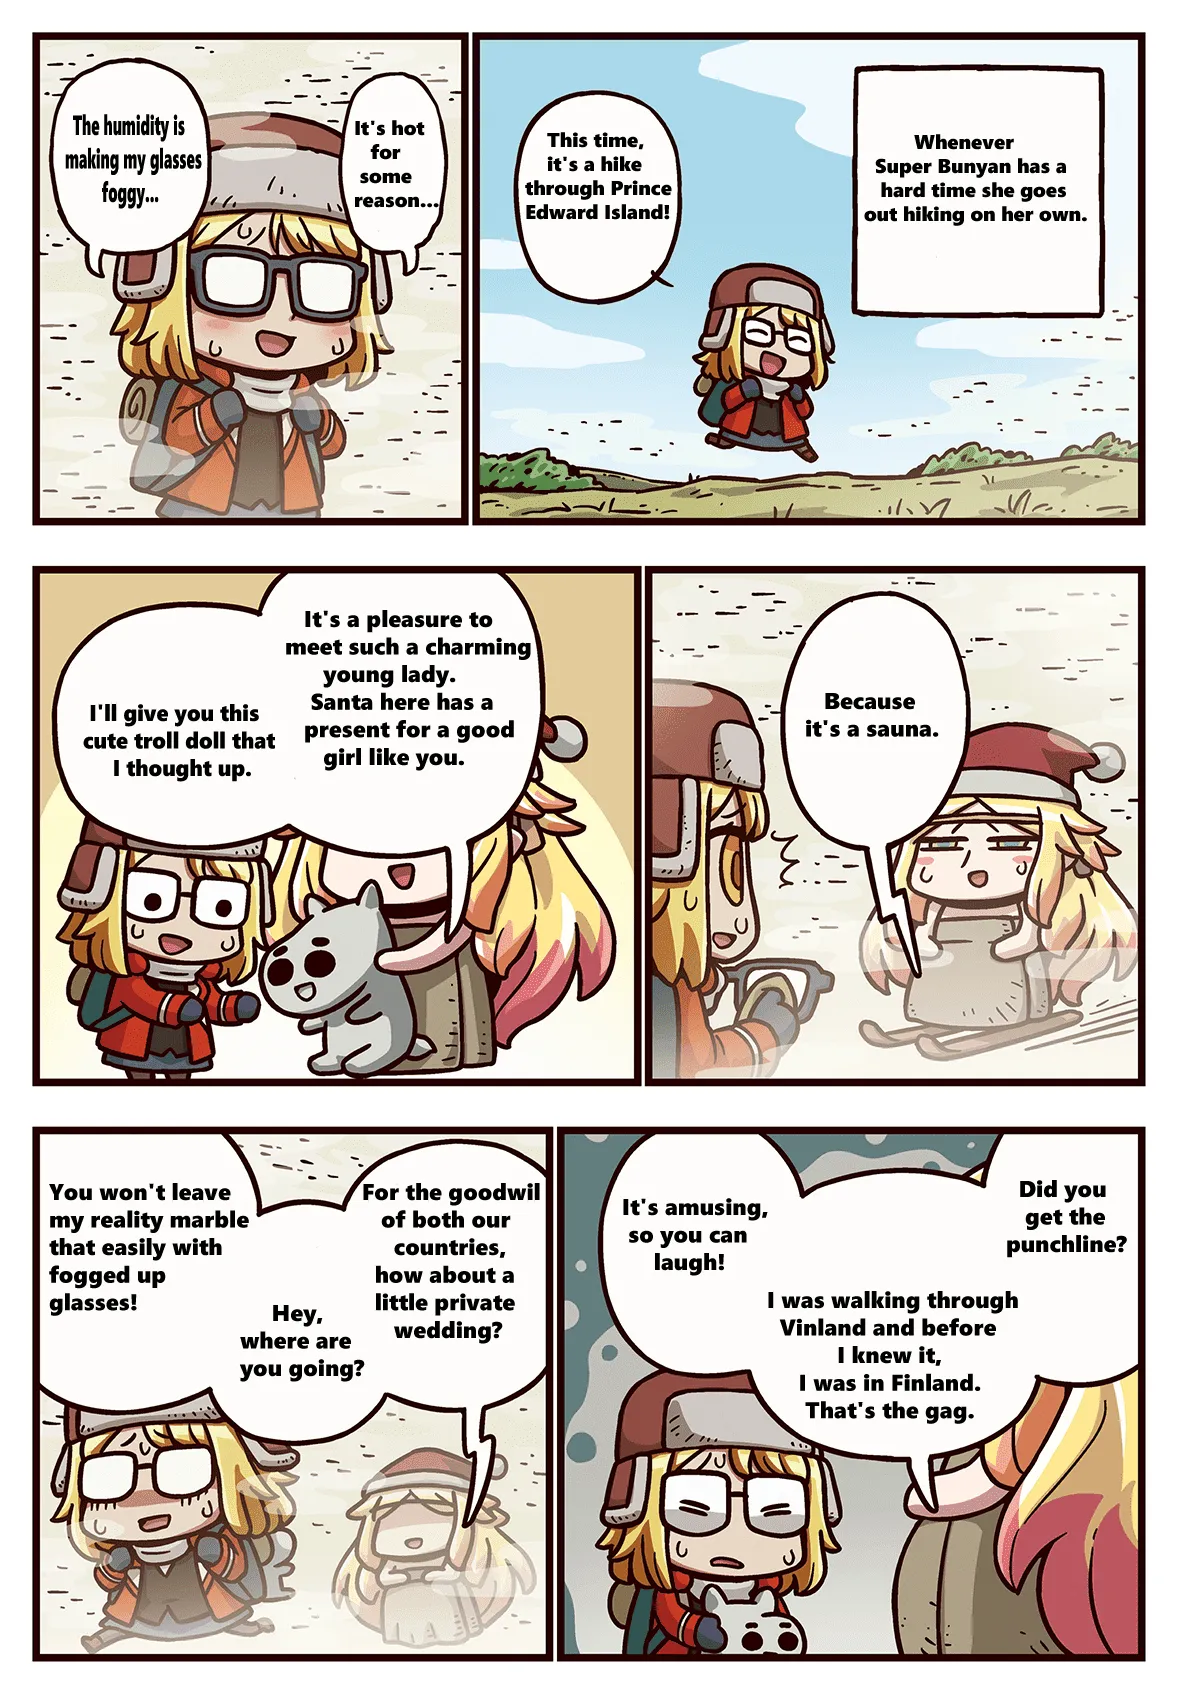 Whenever
Super Bunyan has a
hard time she goes
out hiking on her own.
This time,
it's a hike
through Prince
Edward Island!
It's hot
for
some
reason...
The humidity is
making my glasses
foggy...
Because
it's a sauna.
It's a pleasure to
meet such a charming
young lady.
Santa here has a
present for a good
girl like you.
I'll give you this
cute troll doll that
I thought up.
Did you
get the
punchline?
I was walking through
Vinland and before
I knew it,
I was in Finland.
That's the gag.
It's amusing,
so you can
laugh!
For the goodwil
of both our
countries,
how about a
little private
wedding?
Hey,
where are
you going?
You won't leave
my reality marble
that easily with
fogged up
glasses!